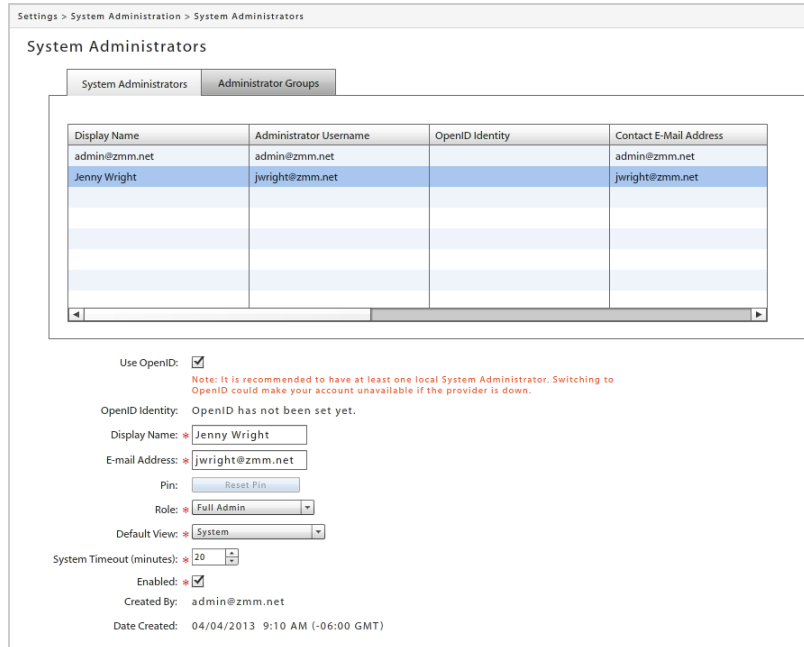 Settings > System Administration > System Administrators
System Administrators
System Administrators Administrator Groups
Display Name Administrator Username OpenID Identity Contact E-Mail Address
admin@zmm.net admin@zmm.net admin@zmm.net
Jenny Wright jwright@zmm.net jwright@zmm.net
Use OpenID:
Note: It is recommended to have at least one local System Administrator. Switching to
OpenID could make your account unavailable if the provider is down.
OpenID Identity: OpenID has not been set yet.
Display Name: * Jenny Wright
E-mail Address: * jwright@zmm.net
Pin: Reset Pin
Role: * Full Admin
Default View: * System
System Timeout (minutes): * 20
Enabled: *
Created By: admin@zmm.net
Date Created: 04/04/2013 9:10 AM (-06:00 GMT)